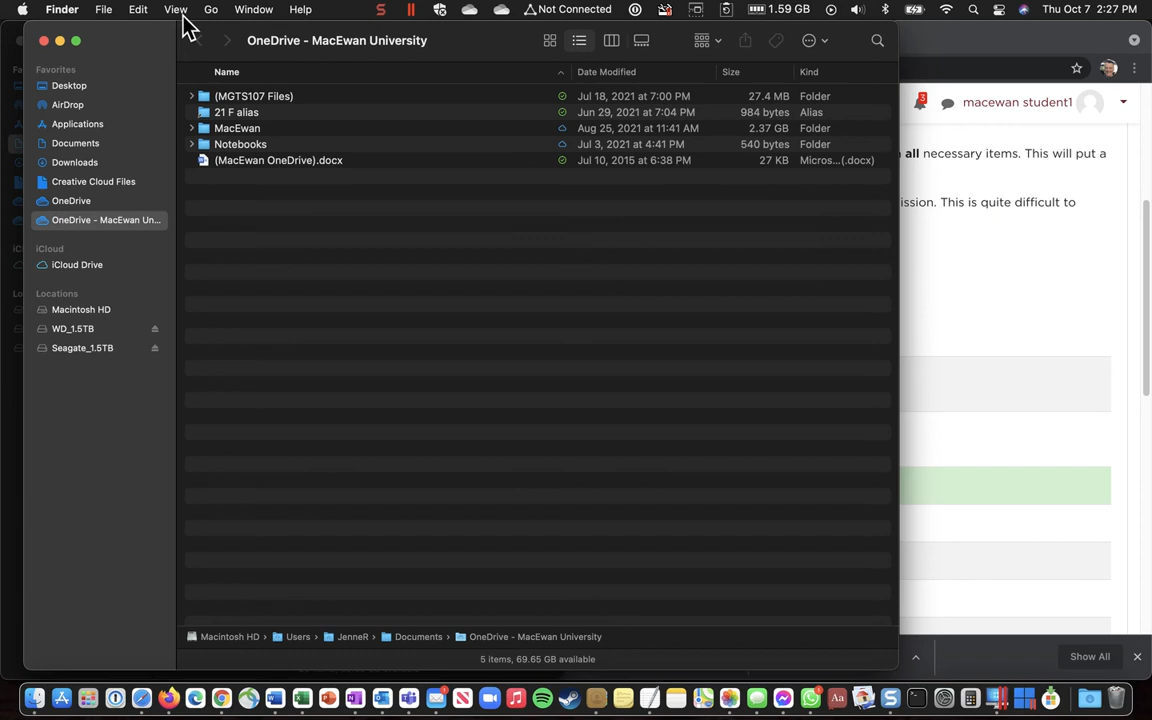 Finder File Edit View Go Window Help Not Connected 1.59 GB Thu Oct 7 2:27 PM
OneDrive - MacEwan University
Favorites
Desktop
AirDrop
Applications
Documents
Downloads
Creative Cloud Files
OneDrive
OneDrive - MacEwan Un...
iCloud
iCloud Drive
Locations
Macintosh HD
WD_1.5TB
Seagate_1.5TB
Name Date Modified Size Kind
(MGTS107 Files) Jul 18, 2021 at 7:00 PM 27.4 MB Folder
21 F alias Jun 29, 2021 at 7:04 PM 984 bytes Alias
MacEwan Aug 25, 2021 at 11:41 AM 2.37 GB Folder
Notebooks Jul 3, 2021 at 4:41 PM 540 bytes Folder
(MacEwan OneDrive).docx Jul 10, 2015 at 6:38 PM 27 KB Micros...(.docx)
Macintosh HD › Users › JenneR › Documents › OneDrive - MacEwan University
5 items, 69.65 GB available
3 macewan student1
all necessary items. This will put a
ission. This is quite difficult to
Show All